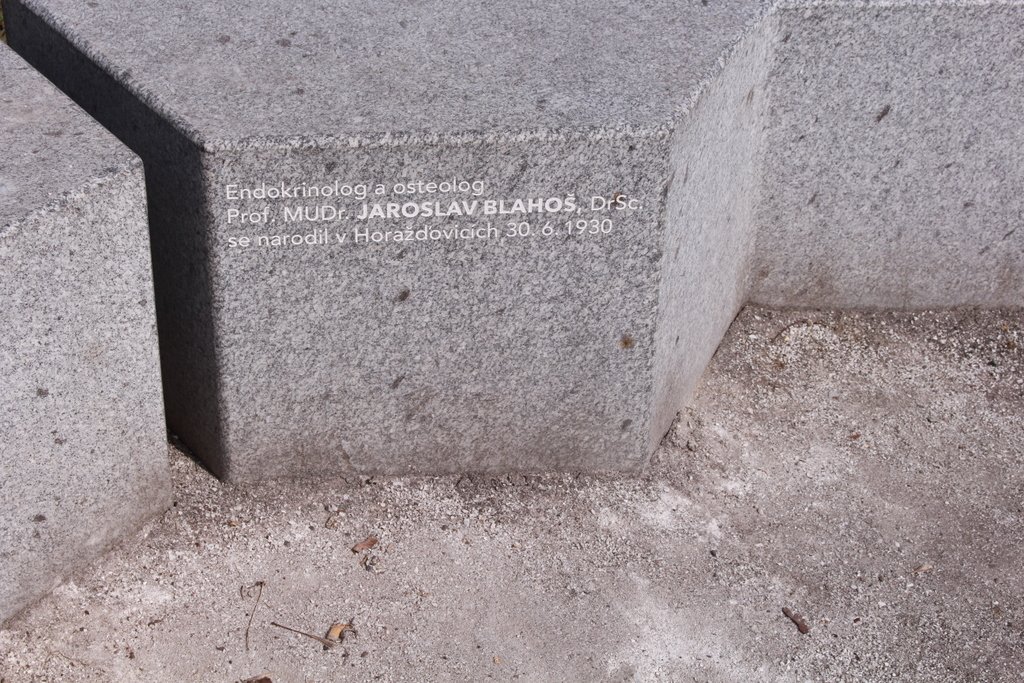 Endokrinolog a osteolog
Prof. MUDr. JAROSLAV BLAHOŠ, DrSc.
se narodil v Horažďovicích 30. 6. 1930